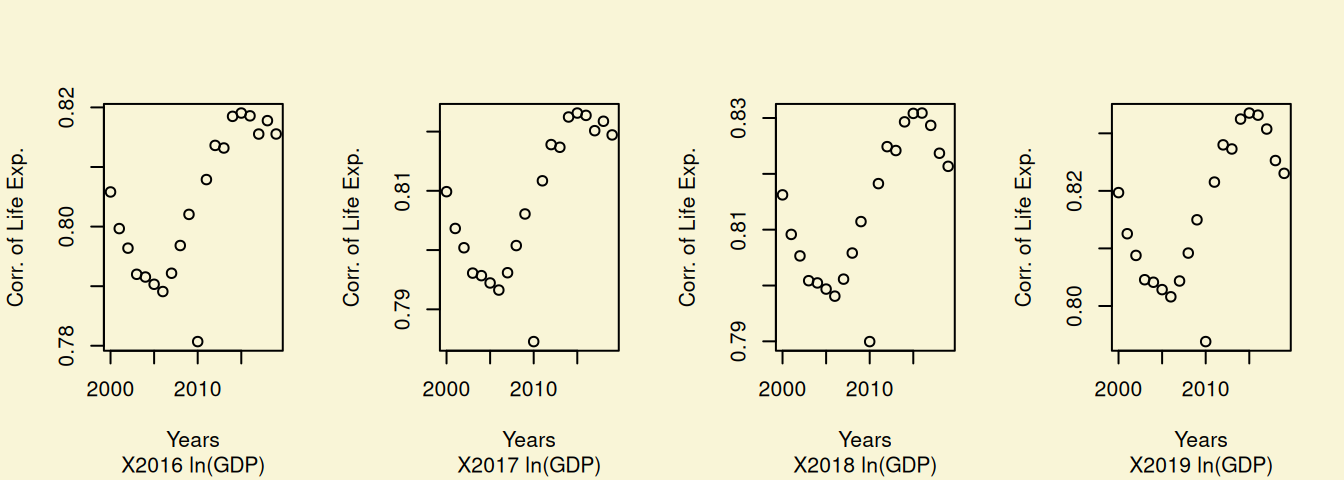 Corr. of Life Exp.
0.78
0.80
0.82
2000 2010
Years
X2016 ln(GDP)
Corr. of Life Exp.
0.79
0.81
2000 2010
Years
X2017 ln(GDP)
Corr. of Life Exp.
0.79
0.81
0.83
2000 2010
Years
X2018 ln(GDP)
Corr. of Life Exp.
0.80
0.82
2000 2010
Years
X2019 ln(GDP)